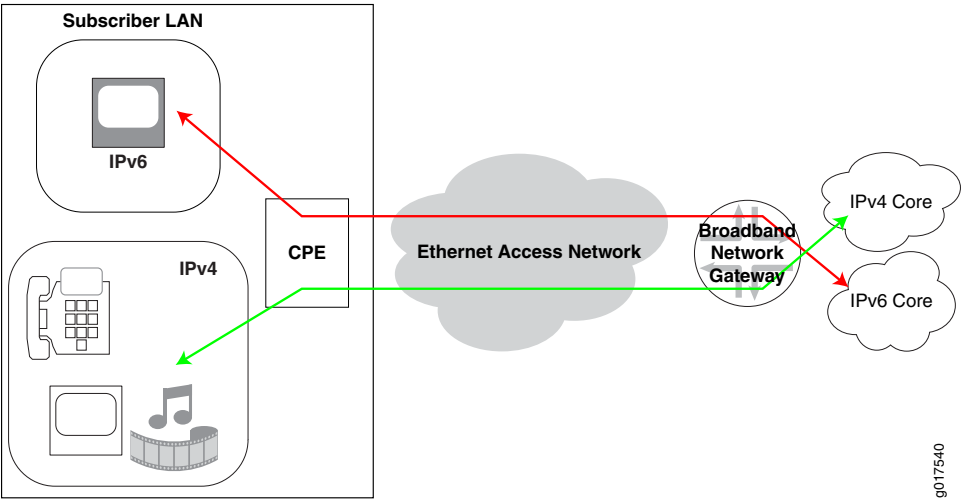 Subscriber LAN
IPv6
IPv4
CPE
Ethernet Access Network
Broadband
Network
Gateway
IPv4 Core
IPv6 Core
g017540